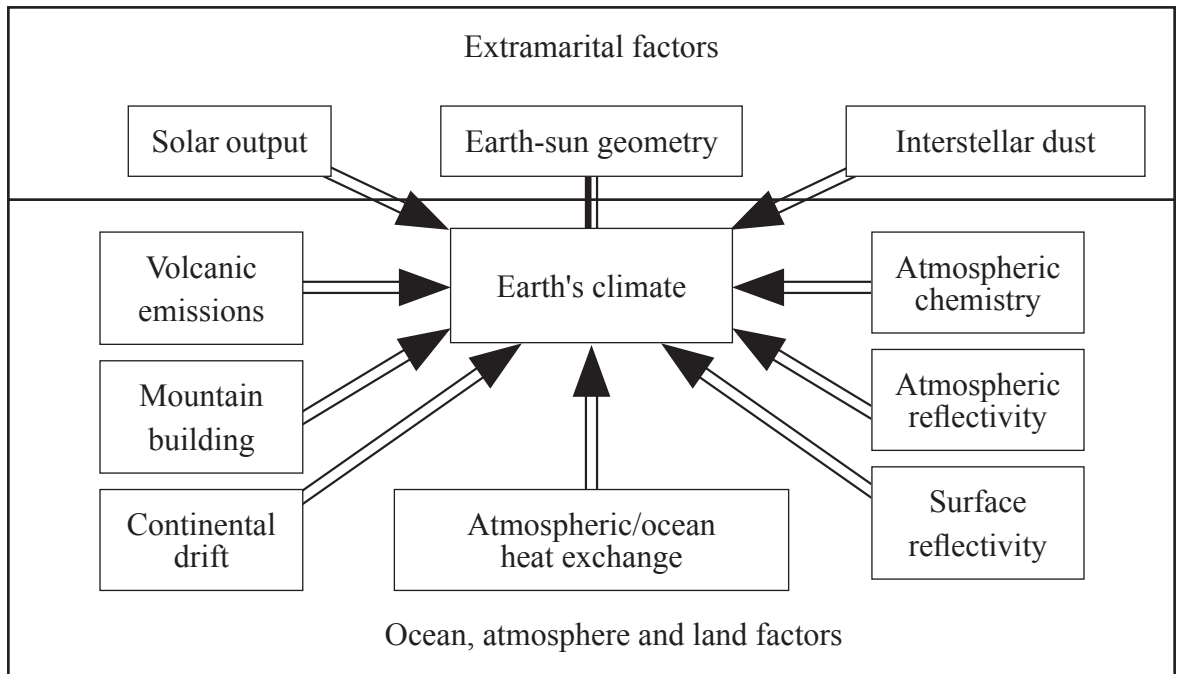 Extramarital factors
Solar output
Earth-sun geometry
Interstellar dust
Volcanic
emissions
Earth's climate
Atmospheric
chemistry
Mountain
building
Atmospheric
reflectivity
Continental
drift
Atmospheric/ocean
heat exchange
Surface
reflectivity
Ocean, atmosphere and land factors